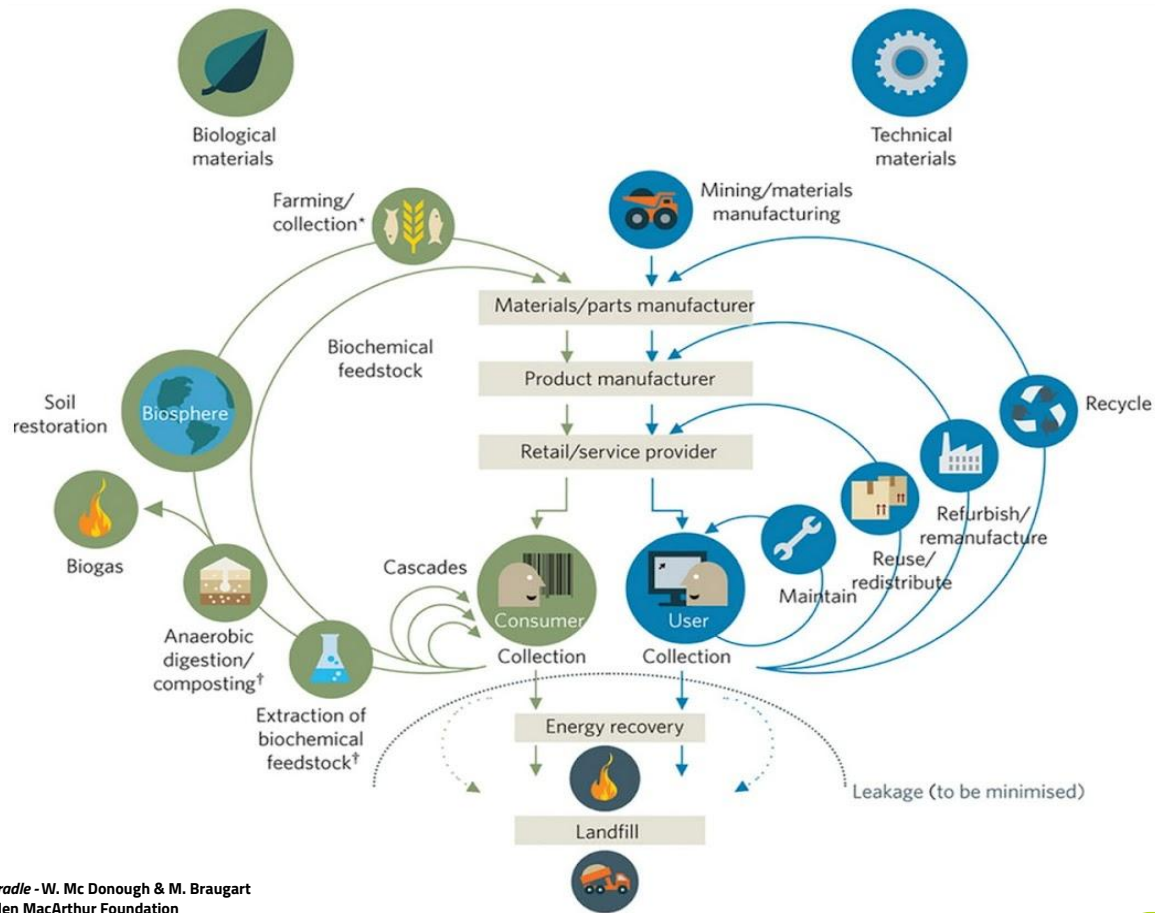 Biological
materials
Technical
materials
Farming/
collection*
Mining/materials
manufacturing
Materials/parts manufacturer
Biochemical
feedstock
Product manufacturer
Soil
restoration
Biosphere
Recycle
Retail/service provider
Biogas
Refurbish/
remanufacture
Reuse/
redistribute
Cascades
Maintain
Consumer
User
Anaerobic
digestion/
composting†
Collection
Collection
Extraction of
biochemical
feedstock†
Energy recovery
Leakage (to be minimised)
Landfill
- W. Mc Donough & M. Braugart
MacArthur Foundation